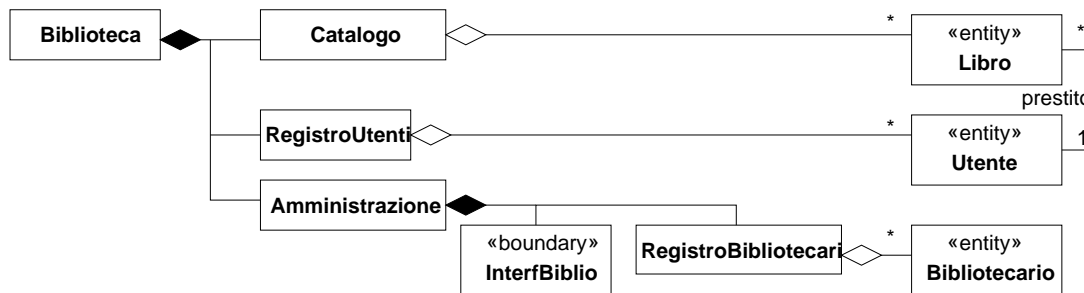 Biblioteca
Catalogo
*
«entity»
Libro
*
prestito
RegistroUtenti
*
«entity»
Utente
1
Amministrazione
«boundary»
InterfBiblio
RegistroBibliotecari
*
«entity»
Bibliotecario